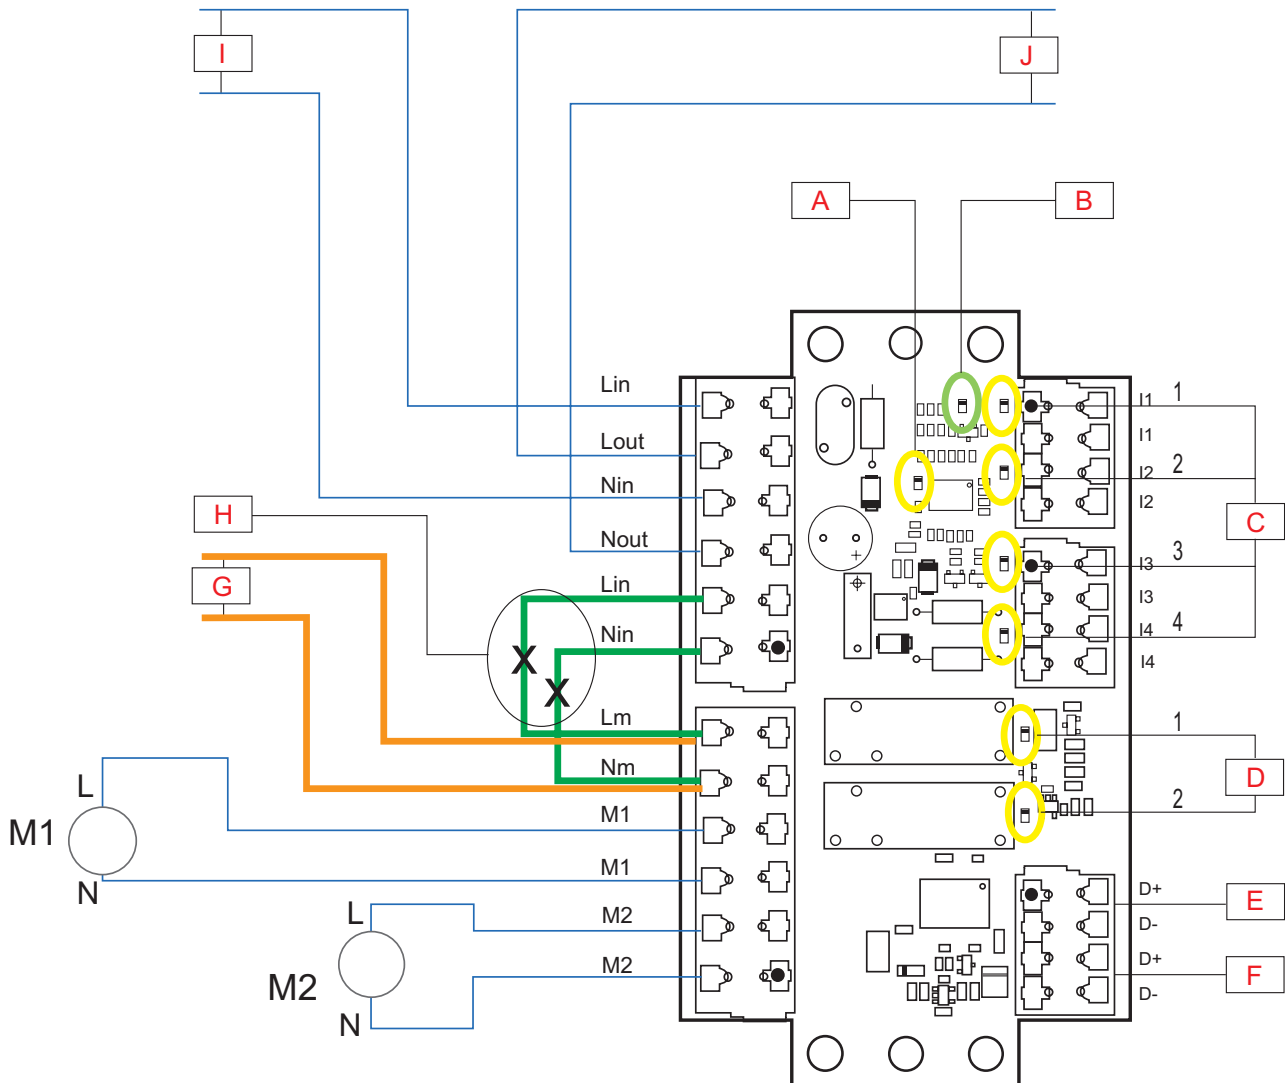 I
J
A
B
Lin
Lout
Nin
Nout
Lin
Nin
Lm
Nm
M1
M1
M2
M2
H
G
X
X
L
M1
N
L
M2
N
+
I1 1
I1
I2 2
I2
C
I3 3
I3
I4 4
I4
1
D
2
D+
E
D-
D+
F
D-